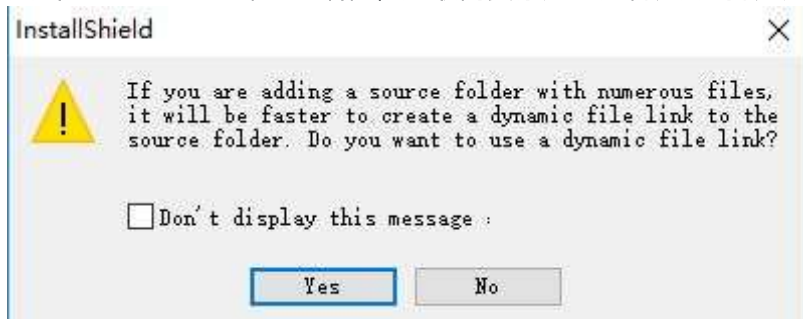 InstallShield
If you are adding a source folder with numerous files,
it will be faster to create a dynamic file link to the
source folder. Do you want to use a dynamic file link?
Don't display this message :
Yes
No